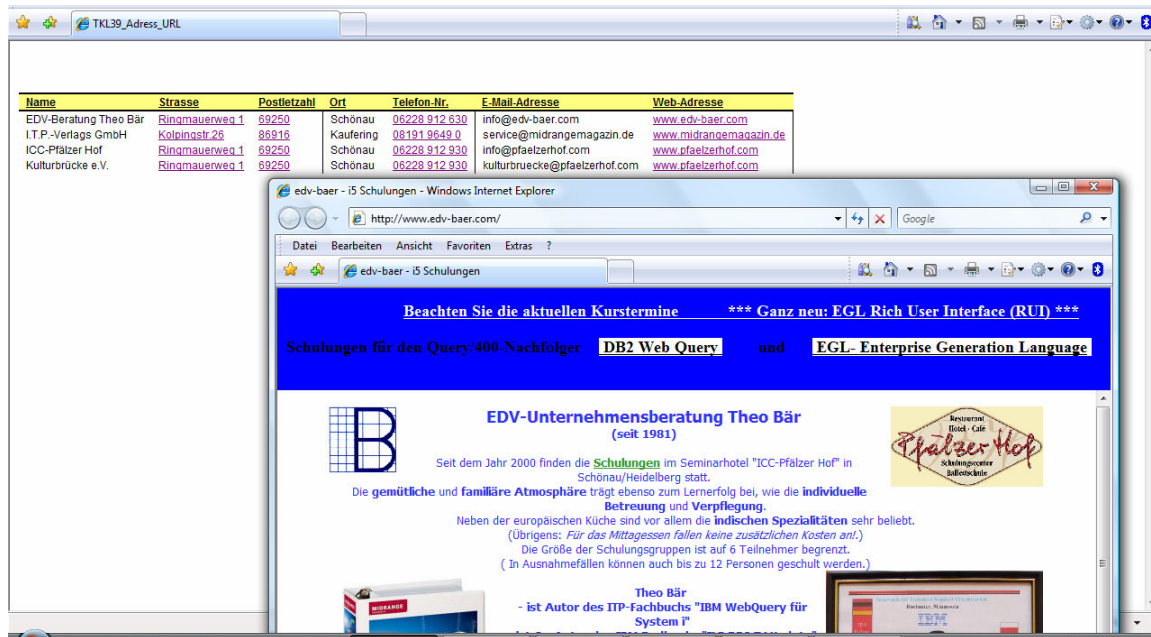 TKL39_Adress_URL
Name Strasse Postletzahl Ort Telefon-Nr. E-Mail-Adresse Web-Adresse
EDV-Beratung Theo Bär Ringmauerweg 1 69250 Schönau 06228 912 630 info@edv-baer.com www.edv-baer.com
I.T.P.-Verlags GmbH Kolpingstr.26 86916 Kaufering 08191 9649 0 service@midrangemagazin.de www.midrangemagazin.de
ICC-Pfälzer Hof Ringmauerweg 1 69250 Schönau 06228 912 930 info@pfaelzerhof.com www.pfaelzerhof.com
Kulturbrücke e.V. Ringmauerweg 1 69250 Schönau 06228 912 930 kulturbruecke@pfaelzerhof.com www.pfaelzerhof.com
edv-baer - i5 Schulungen - Windows Internet Explorer
http://www.edv-baer.com/ Google
Datei Bearbeiten Ansicht Favoriten Extras ?
edv-baer - i5 Schulungen
Beachten Sie die aktuellen Kurstermine *** Ganz neu: EGL Rich User Interface (RUI) ***
Schulungen für den Query/400-Nachfolger DB2 Web Query und EGL- Enterprise Generation Language
EDV-Unternehmensberatung Theo Bär
(seit 1981)
Restaurant
Hotel - Café
Pfälzer Hof
Schulungscenter
Ballettschule
Seit dem Jahr 2000 finden die Schulungen im Seminarhotel "ICC-Pfälzer Hof" in
Schönau/Heidelberg statt.
Die gemütliche und familiäre Atmosphäre trägt ebenso zum Lernerfolg bei, wie die individuelle
Betreuung und Verpflegung.
Neben der europäischen Küche sind vor allem die indischen Spezialitäten sehr beliebt.
(Übrigens: Für das Mittagessen fallen keine zusätzlichen Kosten an!.)
Die Größe der Schulungsgruppen ist auf 6 Teilnehmer begrenzt.
( In Ausnahmefällen können auch bis zu 12 Personen geschult werden.)
MIDRANGE
Theo Bär
- ist Autor des ITP-Fachbuchs "IBM WebQuery für
System i"
IBM